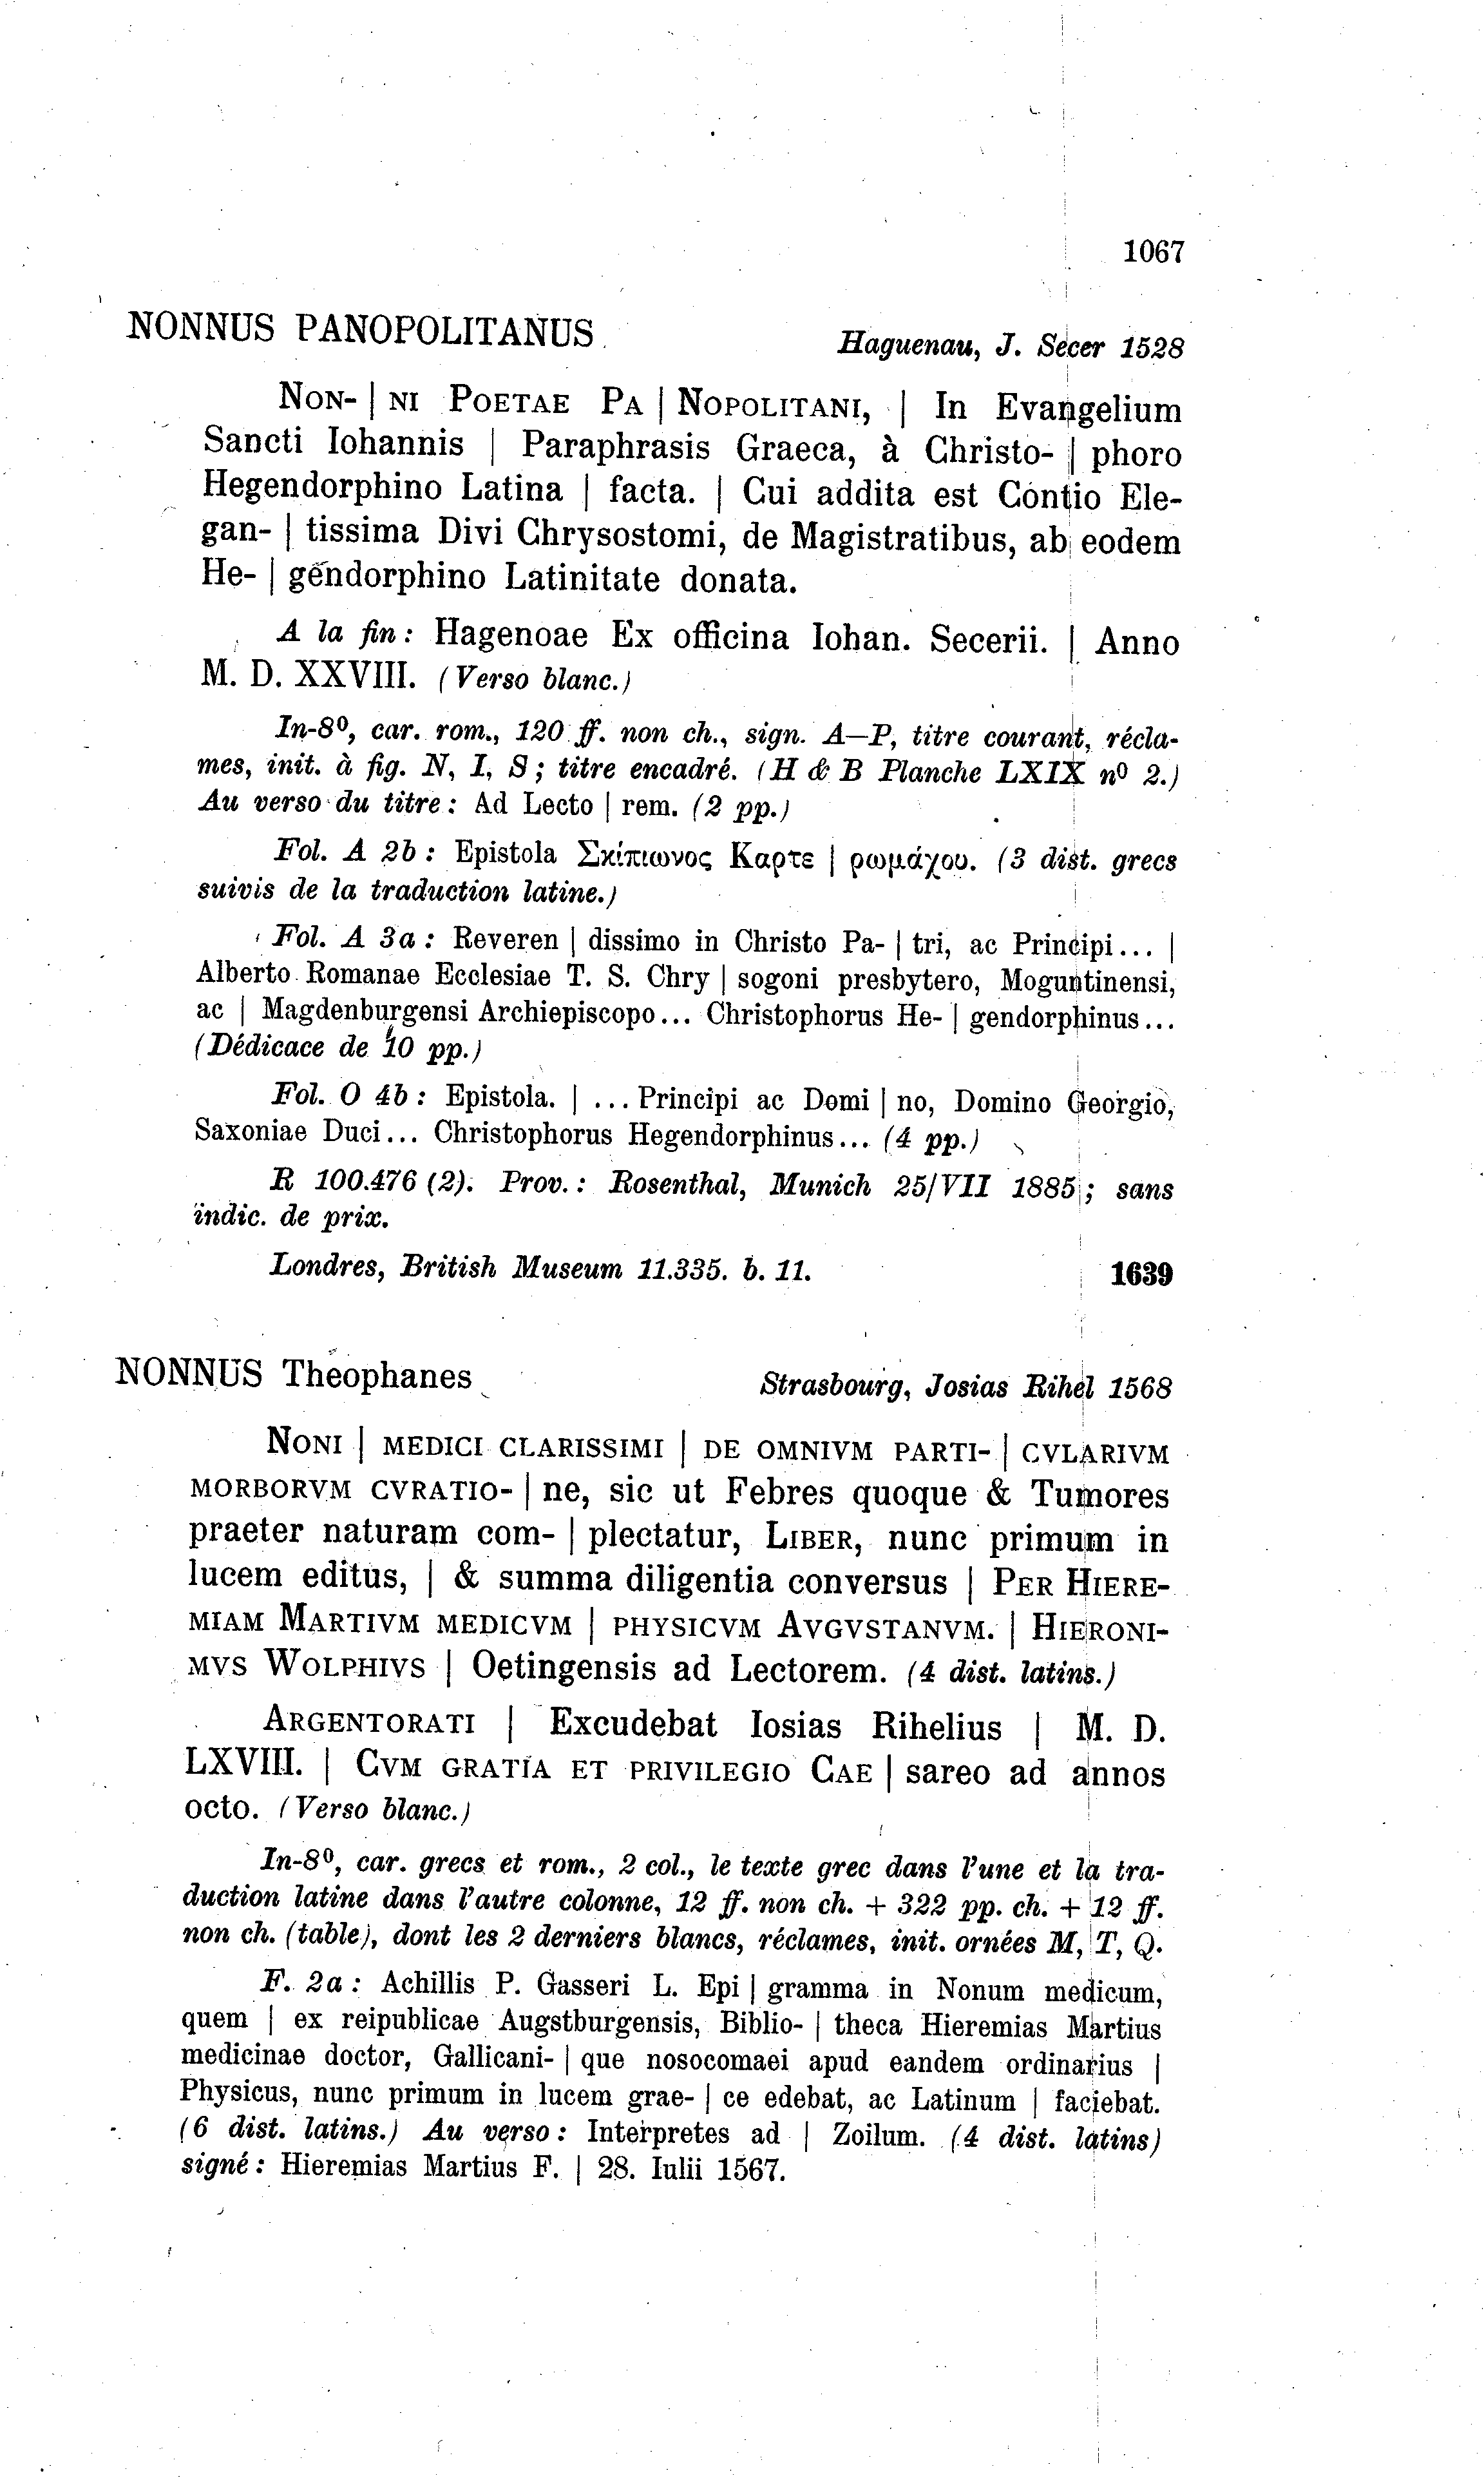 1067
NONNUS PANOPOLITANUS Haguenau, J. Secer 1528
NON- | NI POETAE PA | NOPOLITANI, | In Evangelium
Sancti Iohannis | Paraphrasis Graeca, à Christo- | phoro
Hegendorphino Latina | facta. | Cui addita est Contio Ele-
gan- | tissima Divi Chrysostomi, de Magistratibus, ab eodem
He- | gendorphino Latinitate donata.
A la fin : Hagenoae Ex officina Iohan. Secerii. | Anno
M. D. XXVIII. (Verso blanc.)
In-8º, car. rom., 120 ff. non ch., sign. A—P, titre courant, récla-
mes, init. à fig. N, I, S ; titre encadré. (H & B Planche LXIX nº 2.)
Au verso du titre : Ad Lecto | rem. (2 pp.)
Fol. A 2b : Epistola Σκίπιωνος Καρτε | ρωμάχου. (3 dist. grecs
suivis de la traduction latine.)
Fol. A 3a : Reveren | dissimo in Christo Pa- | tri, ac Principi... |
Alberto Romanae Ecclesiae T. S. Chry | sogoni presbytero, Moguntinensi,
ac | Magdenburgensi Archiepiscopo... Christophorus He- | gendorphinus...
(Dédicace de 10 pp.)
Fol. O 4b : Epistola. | ... Principi ac Domi | no, Domino Georgio,
Saxoniae Duci... Christophorus Hegendorphinus... (4 pp.)
R 100.476 (2). Prov. : Rosenthal, Munich 25/VII 1885 ; sans
indic. de prix.
Londres, British Museum 11.335. b. 11. 1639
NONNUS Théophanes Strasbourg, Josias Rihel 1568
NONI | MEDICI CLARISSIMI | DE OMNIVM PARTI- | CVLARIVM
MORBORVM CVRATIO- | ne, sic ut Febres quoque & Tumores
praeter naturam com- | plectatur, LIBER, nunc primum in
lucem editus, | & summa diligentia conversus | PER HIERE-
MIAM MARTIVM MEDICVM | PHYSICVM AVGVSTANVM. | HIERONI-
MVS WOLPHIVS | Oetingensis ad Lectorem. (4 dist. latins.)
ARGENTORATI | Excudebat Iosias Rihelius | M. D.
LXVIII. | CVM GRATIA ET PRIVILEGIO CAE | sareo ad annos
octo. (Verso blanc.)
In-8º, car. grecs et rom., 2 col., le texte grec dans l'une et la tra-
duction latine dans l'autre colonne, 12 ff. non ch. + 322 pp. ch. + 12 ff.
non ch. (table), dont les 2 derniers blancs, réclames, init. ornées M, T, Q.
F. 2a : Achillis P. Gasseri L. Epi | gramma in Nonum medicum,
quem | ex reipublicae Augstburgensis, Biblio- | theca Hieremias Martius
medicinae doctor, Gallicani- | que nosocomaei apud eandem ordinarius |
Physicus, nunc primum in lucem grae- | ce edebat, ac Latinum | faciebat.
(6 dist. latins.) Au verso : Interpretes ad | Zoilum. (4 dist. latins)
signé : Hieremias Martius F. | 28. Iulii 1567.